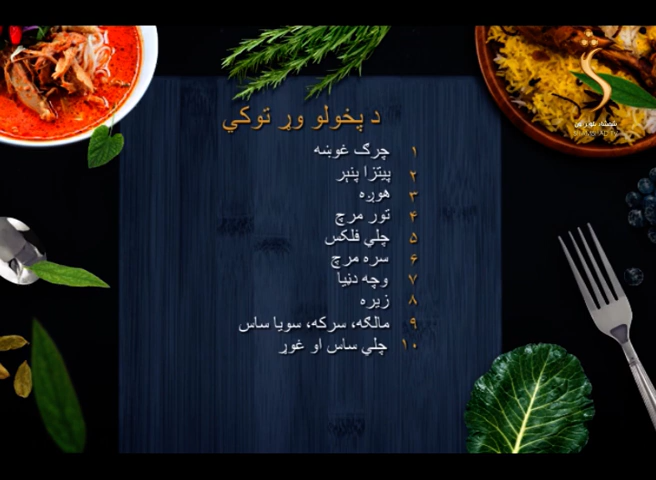 د پخولو وړ توکي
۱ چرګ غوښه
۲ پیتزا پنېر
۳ هوږه
۴ تور مرچ
۵ چلي فلکس
۶ سره مرچ
۷ وچه دنیا
۸ زیره
۹ مالګه، سرکه، سویا ساس
۱۰ چلي ساس او غوړ